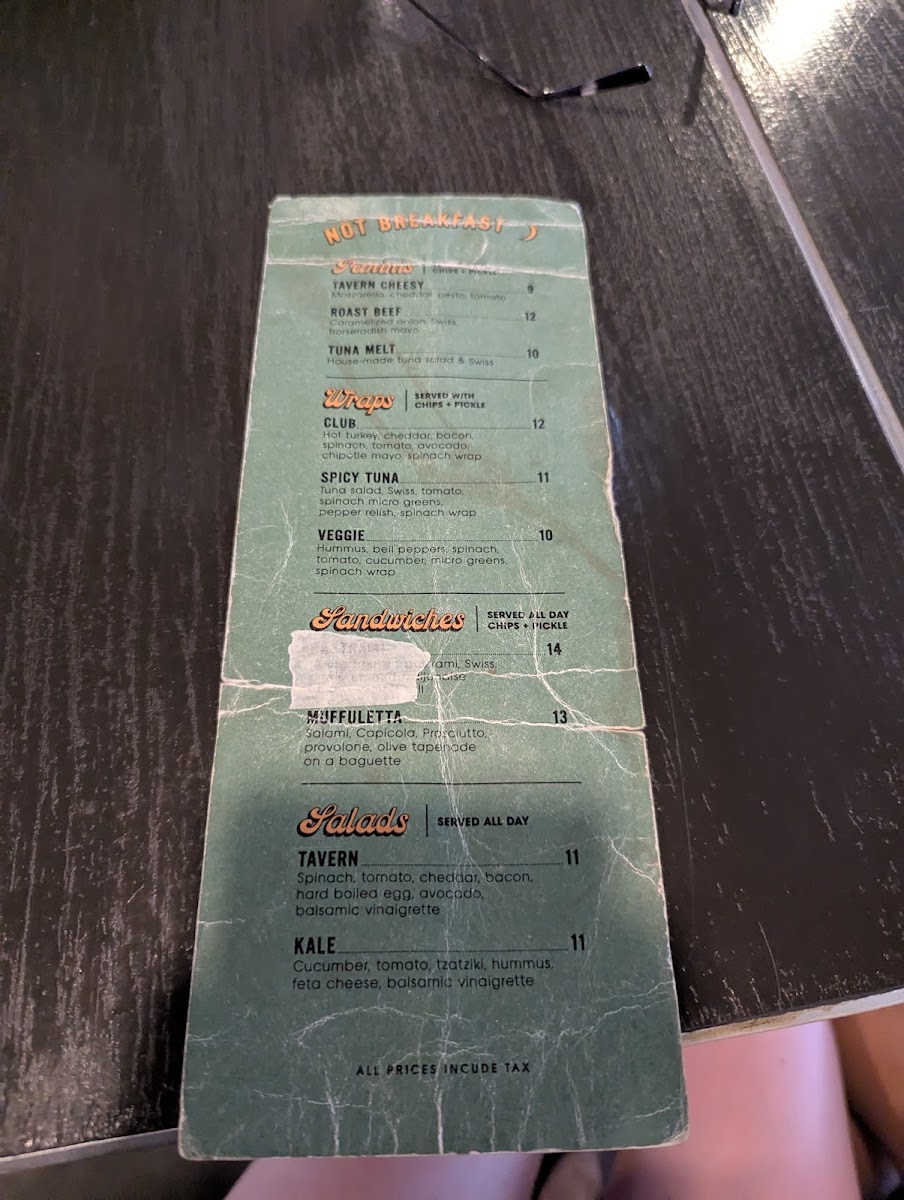 NOT BREAKFAST
Paninis
CHIPS + PICKLE
TAVERN CHEESY 9
Mozzarella, cheddar, pesto, tomato
ROAST BEEF 12
Caramelized onion, Swiss,
horseradish mayo
TUNA MELT 10
House-made tuna salad & Swiss
Wraps SERVED WITH
CHIPS + PICKLE
CLUB 12
Hot turkey, cheddar, bacon,
spinach, tomato, avocado,
chipotle mayo, spinach wrap
SPICY TUNA 11
Tuna salad, Swiss, tomato,
spinach micro greens,
pepper relish, spinach wrap
VEGGIE 10
Hummus, bell peppers, spinach,
tomato, cucumber, micro greens,
spinach wrap
Sandwiches SERVED ALL DAY
CHIPS + PICKLE
14
Swiss,
MUFFULETTA 13
Salami, Capicola, Prosciutto,
provolone, olive tapenade
on a baguette
Salads SERVED ALL DAY
TAVERN 11
Spinach, tomato, cheddar, bacon,
hard boiled egg, avocado,
balsamic vinaigrette
KALE 11
Cucumber, tomato, tzatziki, hummus,
feta cheese, balsamic vinaigrette
ALL PRICES INCUDE TAX